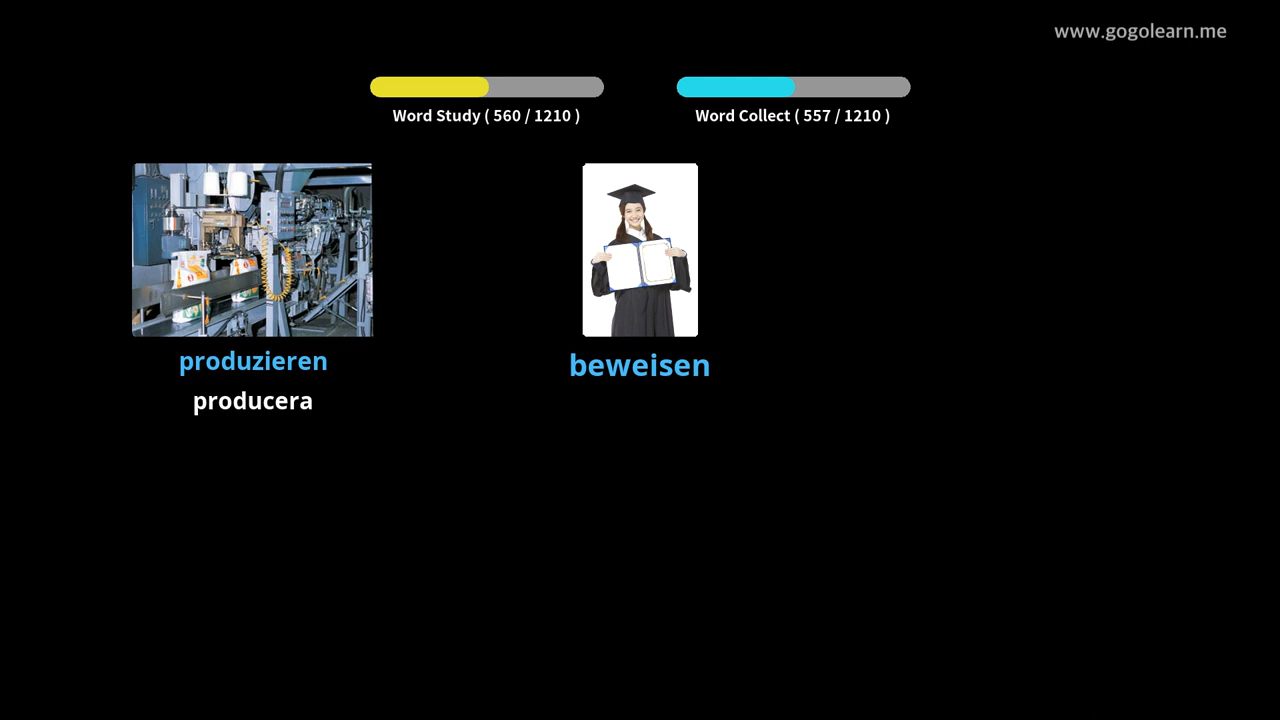 www.gogolearn.me
Word Study ( 560 / 1210 )
Word Collect ( 557 / 1210 )
produzieren
producera
beweisen